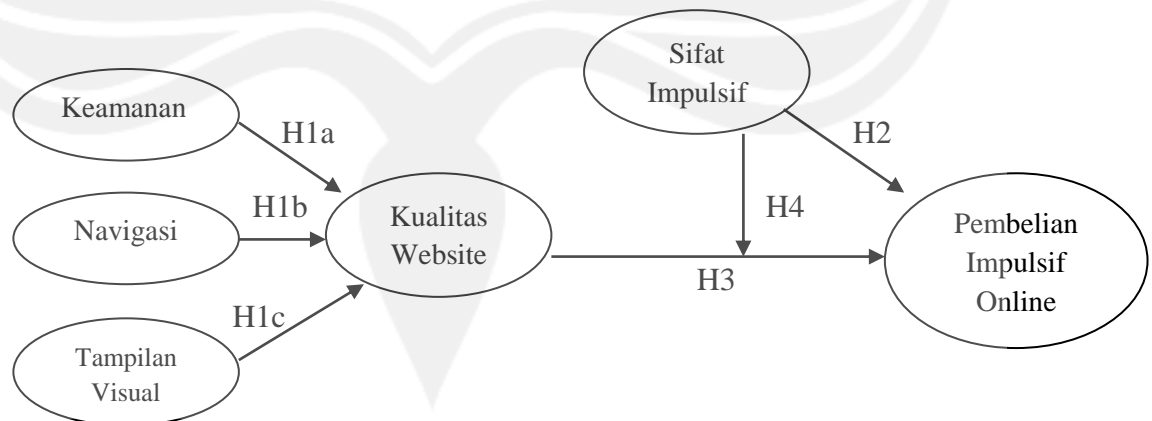 Sifat
Impulsif
Keamanan
H1a
H2
H1b
H4
Navigasi
Kualitas
Website
Pembelian
Impulsif
Online
H3
H1c
Tampilan
Visual